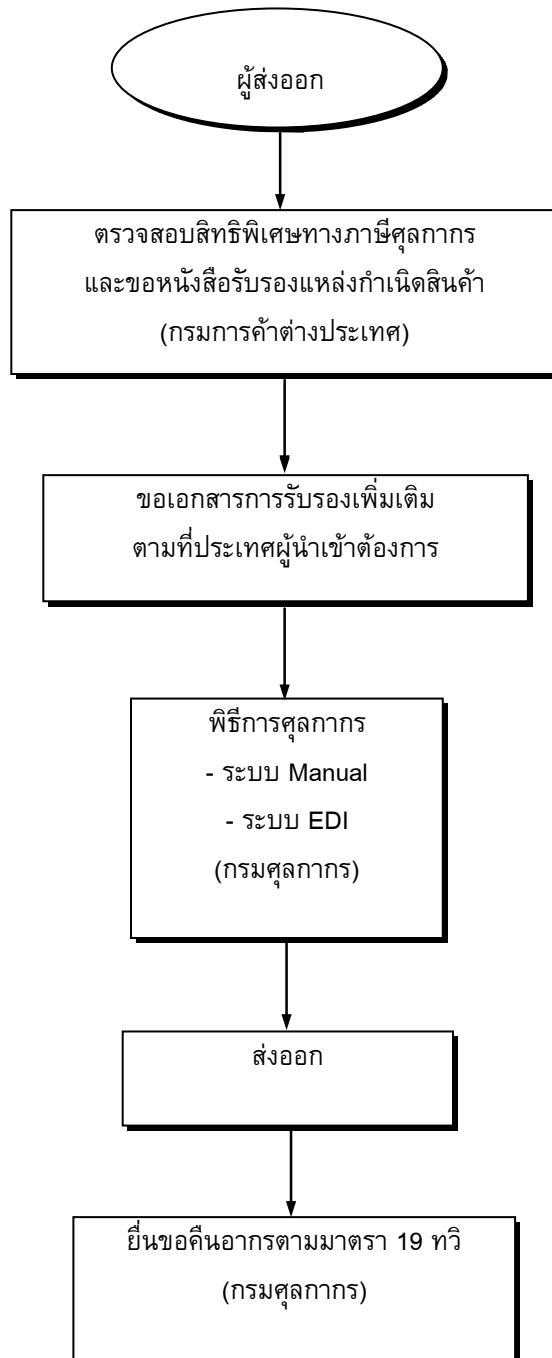 ผู้ส่งออก
ตรวจสอบสิทธิพิเศษทางภาษีศุลกากร
และขอหนังสือรับรองแหล่งกำเนิดสินค้า
(กรมการค้าต่างประเทศ)
ขอเอกสารการรับรองเพิ่มเติม
ตามที่ประเทศผู้นำเข้าต้องการ
พิธีการศุลกากร
- ระบบ Manual
- ระบบ EDI
(กรมศุลกากร)
ส่งออก
ยื่นขอคืนอากรตามมาตรา 19 ทวิ
(กรมศุลกากร)